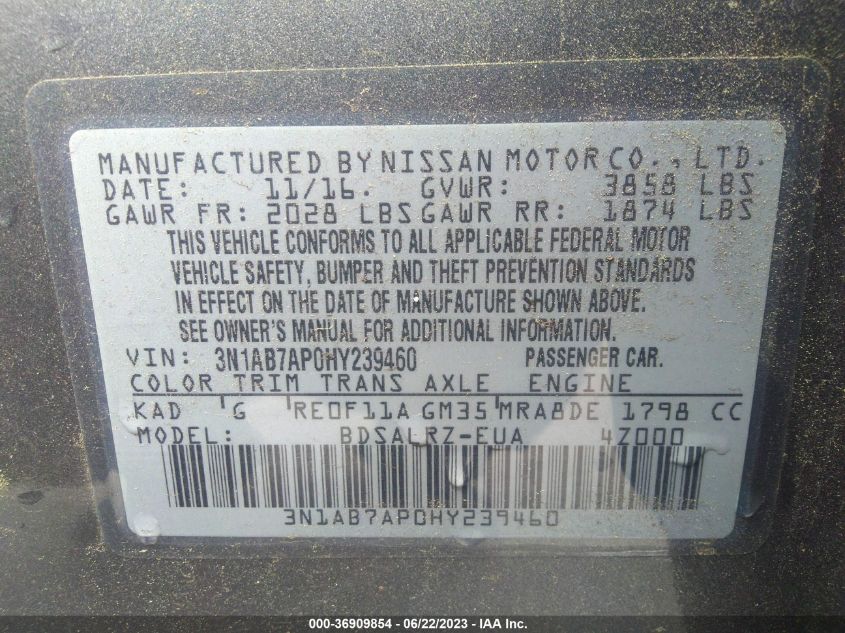 MANUFACTURED BY NISSAN MOTOR CO., LTD.
DATE: 11/16. GVWR: 3858 LBS
GAWR FR: 2028 LBS GAWR RR: 1874 LBS
THIS VEHICLE CONFORMS TO ALL APPLICABLE FEDERAL MOTOR
VEHICLE SAFETY, BUMPER AND THEFT PREVENTION STANDARDS
IN EFFECT ON THE DATE OF MANUFACTURE SHOWN ABOVE.
SEE OWNER'S MANUAL FOR ADDITIONAL INFORMATION.
VIN: 3N1AB7AP0HY239460 PASSENGER CAR.
COLOR TRIM TRANS AXLE ENGINE
KAD G RE0F11A GM35 MRA8DE 1798 CC
MODEL: BDSALRZ-EUA 4Z000
3N1AB7AP0HY239460
000-36909854 - 06/22/2023 - IAA Inc.